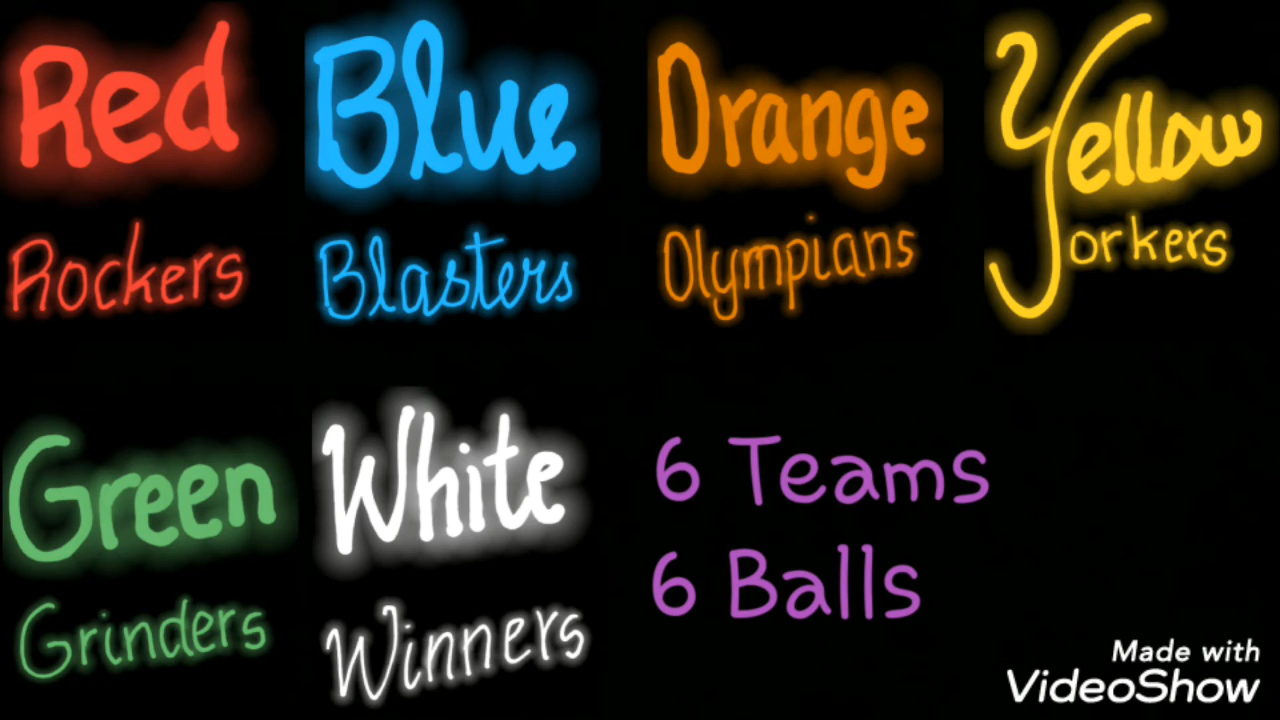 Red
Rockers
Blue
Blasters
Orange
Olympians
Yellow
Yorkers
Green
Grinders
White
Winners
6 Teams
6 Balls
Made with
VideoShow